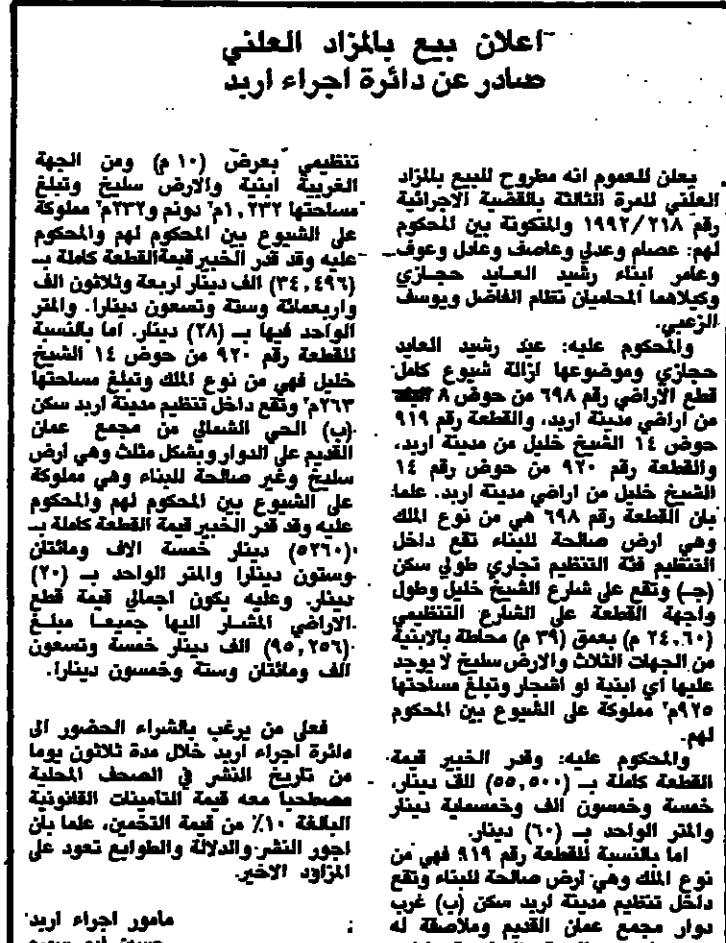 اعلان بيع بالمزاد العلني
صادر عن دائرة اجراء اربد
يعلن للعموم انه مطروح للبيع بالمزاد
العلني للمرة الثالثة بالقضية الاجرائية
رقم ١٩٩٢/٢١٨ والمتكونة بين المحكوم
لهم: عصام وعدلي وعاصف وعادل وعوف
وعامر ابناء رشيد العايد حجازي
وكيلاهما المحاميان نظام الفاضل ويوسف
الزعبي.
والمحكوم عليه: عيد رشيد العايد
حجازي وموضوعها ازالة شيوع كامل
قطع الاراضي رقم ٦٩٨ من حوض ٨ البلد
من اراضي مدينة اربد، والقطعة رقم ٩١٩
حوض ١٤ الشيخ خليل من مدينة اربد،
والقطعة رقم ٩٢٠ من حوض رقم ١٤
الشيخ خليل من اراضي مدينة اربد. علما
بان القطعة رقم ٦٩٨ هي من نوع الملك
وهي ارض صالحة للبناء تقع داخل
التنظيم فئة التنظيم تجاري طولي سكن
(جـ) وتقع على شارع الشيخ خليل وطول
واجهة القطعة على الشارع التنظيمي
(٢٤,٦٠ م) بعمق (٣٩ م) محاطة بالابنية
من الجهات الثلاث والارض سليخ لا يوجد
عليها أي ابنية او اشجار وتبلغ مساحتها
٩٢٥م٢ مملوكة على الشيوع بين المحكوم
لهم.
والمحكوم عليه: وقدر الخبير قيمة
القطعة كاملة بـ (٥٥,٥٠٠) الف دينار،
خمسة وخمسون الف وخمسماية دينار
والمتر الواحد بـ (٦٠) دينار.
اما بالنسبة للقطعة رقم ٩١٩ فهي من
نوع الملك وهي ارض صالحة للبناء وتقع
داخل تنظيم مدينة اربد سكن (ب) غرب
دوار مجمع عمان القديم وملاصقة له
تنظيمي بعرض (١٠ م) ومن الجهة
الغربية ابنية والارض سليخ وتبلغ
مساحتها ١,٢٣٢م٢ دونم و٢٣٢م٢ مملوكة
على الشيوع بين المحكوم لهم والمحكوم
عليه وقد قدر الخبير قيمة القطعة كاملة بـ
(٣٤,٤٩٦) الف دينار اربعة وثلاثون الف
واربعمائة وستة وتسعون دينارا. والمتر
الواحد فيها بـ (٢٨) دينار. اما بالنسبة
للقطعة رقم ٩٢٠ من حوض ١٤ الشيخ
خليل فهي من نوع الملك وتبلغ مساحتها
٢٦٣م٢ وتقع داخل تنظيم مدينة اربد سكن
(ب) الحي الشمالي من مجمع عمان
القديم على الدوار وبشكل مثلث وهي ارض
سليخ وغير صالحة للبناء وهي مملوكة
على الشيوع بين المحكوم لهم والمحكوم
عليه وقد قدر الخبير قيمة القطعة كاملة بـ
(٥٢٦٠) دينار خمسة الاف ومائتان
وستون دينارا والمتر الواحد بـ (٢٠)
دينار. وعليه يكون اجمالي قيمة قطع
الاراضي المشار اليها جميعا مبلغ
(٩٥,٢٥٦) الف دينار خمسة وتسعون
الف ومائتان وستة وخمسون دينارا.
فعلى من يرغب بالشراء الحضور الى
دائرة اجراء اربد خلال مدة ثلاثون يوما
من تاريخ النشر في الصحف المحلية
مصطحبا معه قيمة التامينات القانونية
البالغة ١٠٪ من قيمة التخمين، علما بان
اجور النشر والدلالة والطوابع تعود على
المزاود الاخير.
مامور اجراء اربد